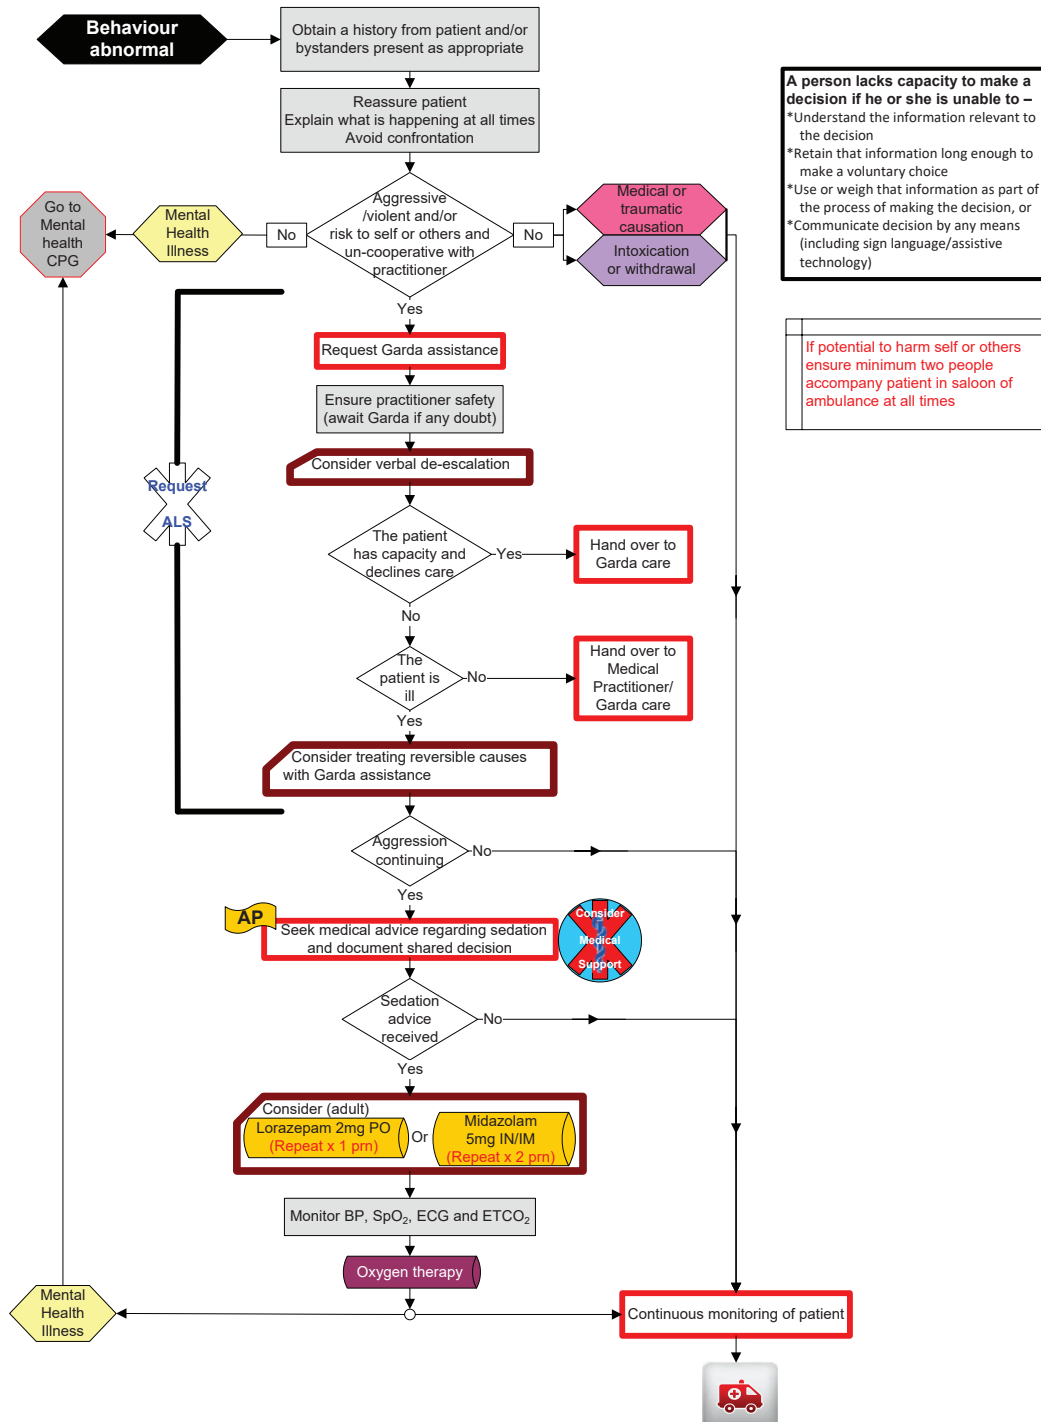 Behaviour
abnormal
Obtain a history from patient and/or
bystanders present as appropriate
Reassure patient
Explain what is happening at all times
Avoid confrontation
A person lacks capacity to make a
decision if he or she is unable to –
*Understand the information relevant to
the decision
*Retain that information long enough to
make a voluntary choice
*Use or weigh that information as part of
the process of making the decision, or
*Communicate decision by any means
(including sign language/assistive
technology)
Go to
Mental
health
CPG
Mental
Health
Illness
No
Aggressive
/violent and/or
risk to self or others and
un-cooperative with
practitioner
No
Medical or
traumatic
causation
Intoxication
or withdrawal
Yes
If potential to harm self or others
ensure minimum two people
accompany patient in saloon of
ambulance at all times
Request Garda assistance
Ensure practitioner safety
(await Garda if any doubt)
Consider verbal de-escalation
Request
ALS
The patient
has capacity and
declines care
Yes
Hand over to
Garda care
No
The
patient is
ill
No
Hand over to
Medical
Practitioner/
Garda care
Yes
Consider treating reversible causes
with Garda assistance
Aggression
continuing
No
Yes
AP
Seek medical advice regarding sedation
and document shared decision
Consider
Medical
Support
Sedation
advice
received
No
Yes
Consider (adult)
Lorazepam 2mg PO
(Repeat x 1 prn)
Or
Midazolam
5mg IN/IM
(Repeat x 2 prn)
Monitor BP, SpO₂, ECG and ETCO₂
Oxygen therapy
Mental
Health
Illness
Continuous monitoring of patient